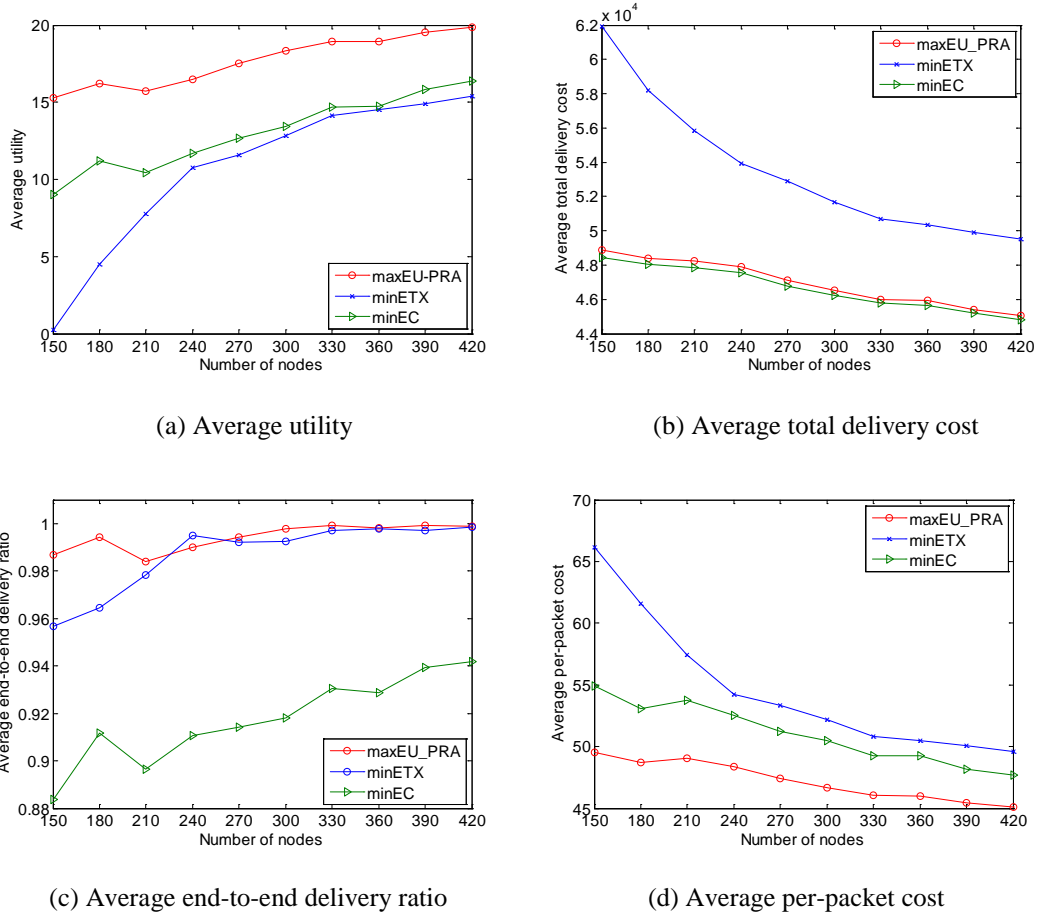 20
15
10
5
0
150 180 210 240 270 300 330 360 390 420
Number of nodes
Average utility
maxEU-PRA
minETX
minEC
(a) Average utility
x 10^4
6.2
6
5.8
5.6
5.4
5.2
5
4.8
4.6
4.4
150 180 210 240 270 300 330 360 390 420
Number of nodes
Average total delivery cost
maxEU_PRA
minETX
minEC
(b) Average total delivery cost
1
0.98
0.96
0.94
0.92
0.9
0.88
150 180 210 240 270 300 330 360 390 420
Number of nodes
Average end-to-end delivery ratio
maxEU_PRA
minETX
minEC
(c) Average end-to-end delivery ratio
70
65
60
55
50
45
150 180 210 240 270 300 330 360 390 420
Number of nodes
Average per-packet cost
maxEU_PRA
minETX
minEC
(d) Average per-packet cost